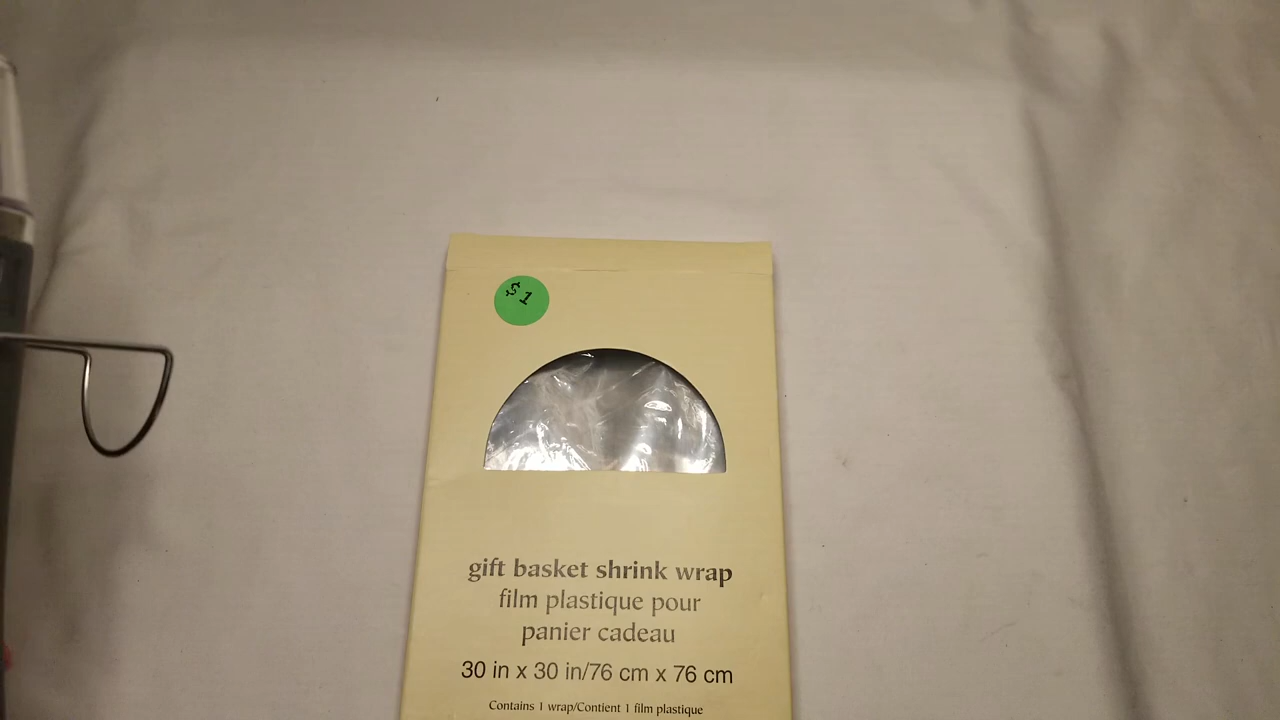 $1
gift basket shrink wrap
film plastique pour
panier cadeau
30 in x 30 in/76 cm x 76 cm
Contains 1 wrap/Contient 1 film plastique